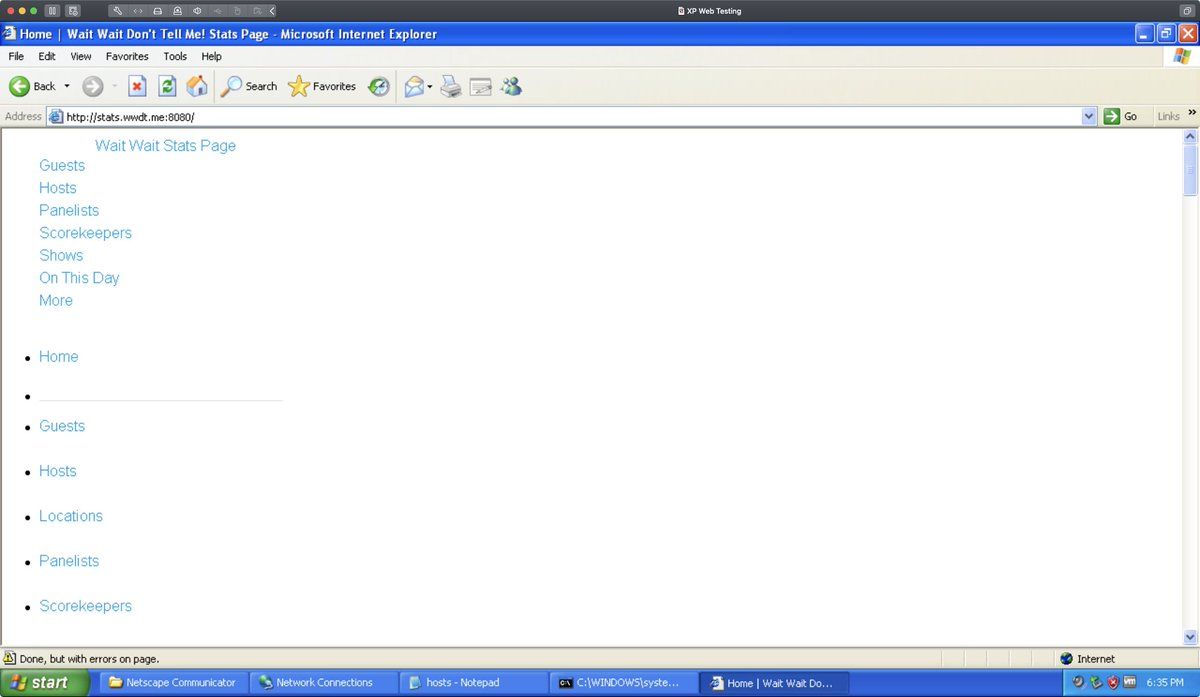 XP Web Testing
Home | Wait Wait Don't Tell Me! Stats Page - Microsoft Internet Explorer
File Edit View Favorites Tools Help
Back Search Favorites
Address http://stats.wwdt.me:8080/ Go Links »
Wait Wait Stats Page
Guests
Hosts
Panelists
Scorekeepers
Shows
On This Day
More
Home
Guests
Hosts
Locations
Panelists
Scorekeepers
Done, but with errors on page. Internet
start Netscape Communicator Network Connections hosts - Notepad C:\WINDOWS\syste... Home | Wait Wait Do... 6:35 PM